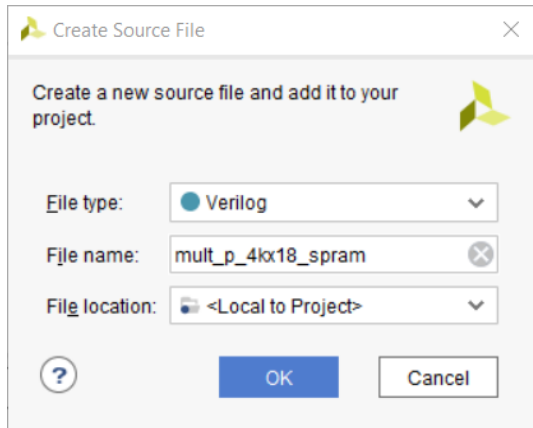 Create Source File
Create a new source file and add it to your
project.
File type: Verilog
File name: mult_p_4kx18_spram
File location: <Local to Project>
? OK Cancel